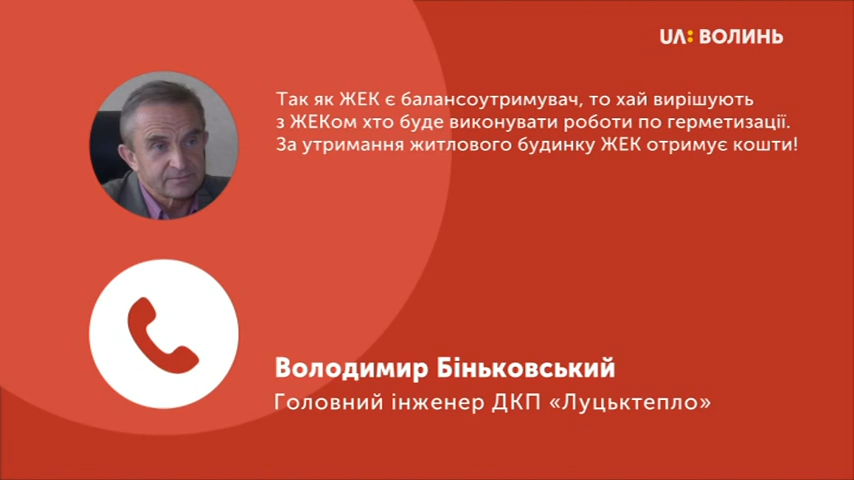 UA: ВОЛИНЬ
Так як ЖЕК є балансоутримувач, то хай вирішують
з ЖЕКом хто буде виконувати роботи по герметизації.
За утримання житлового будинку ЖЕК отримує кошти!
Володимир Біньковський
Головний інженер ДКП «Луцьктепло»